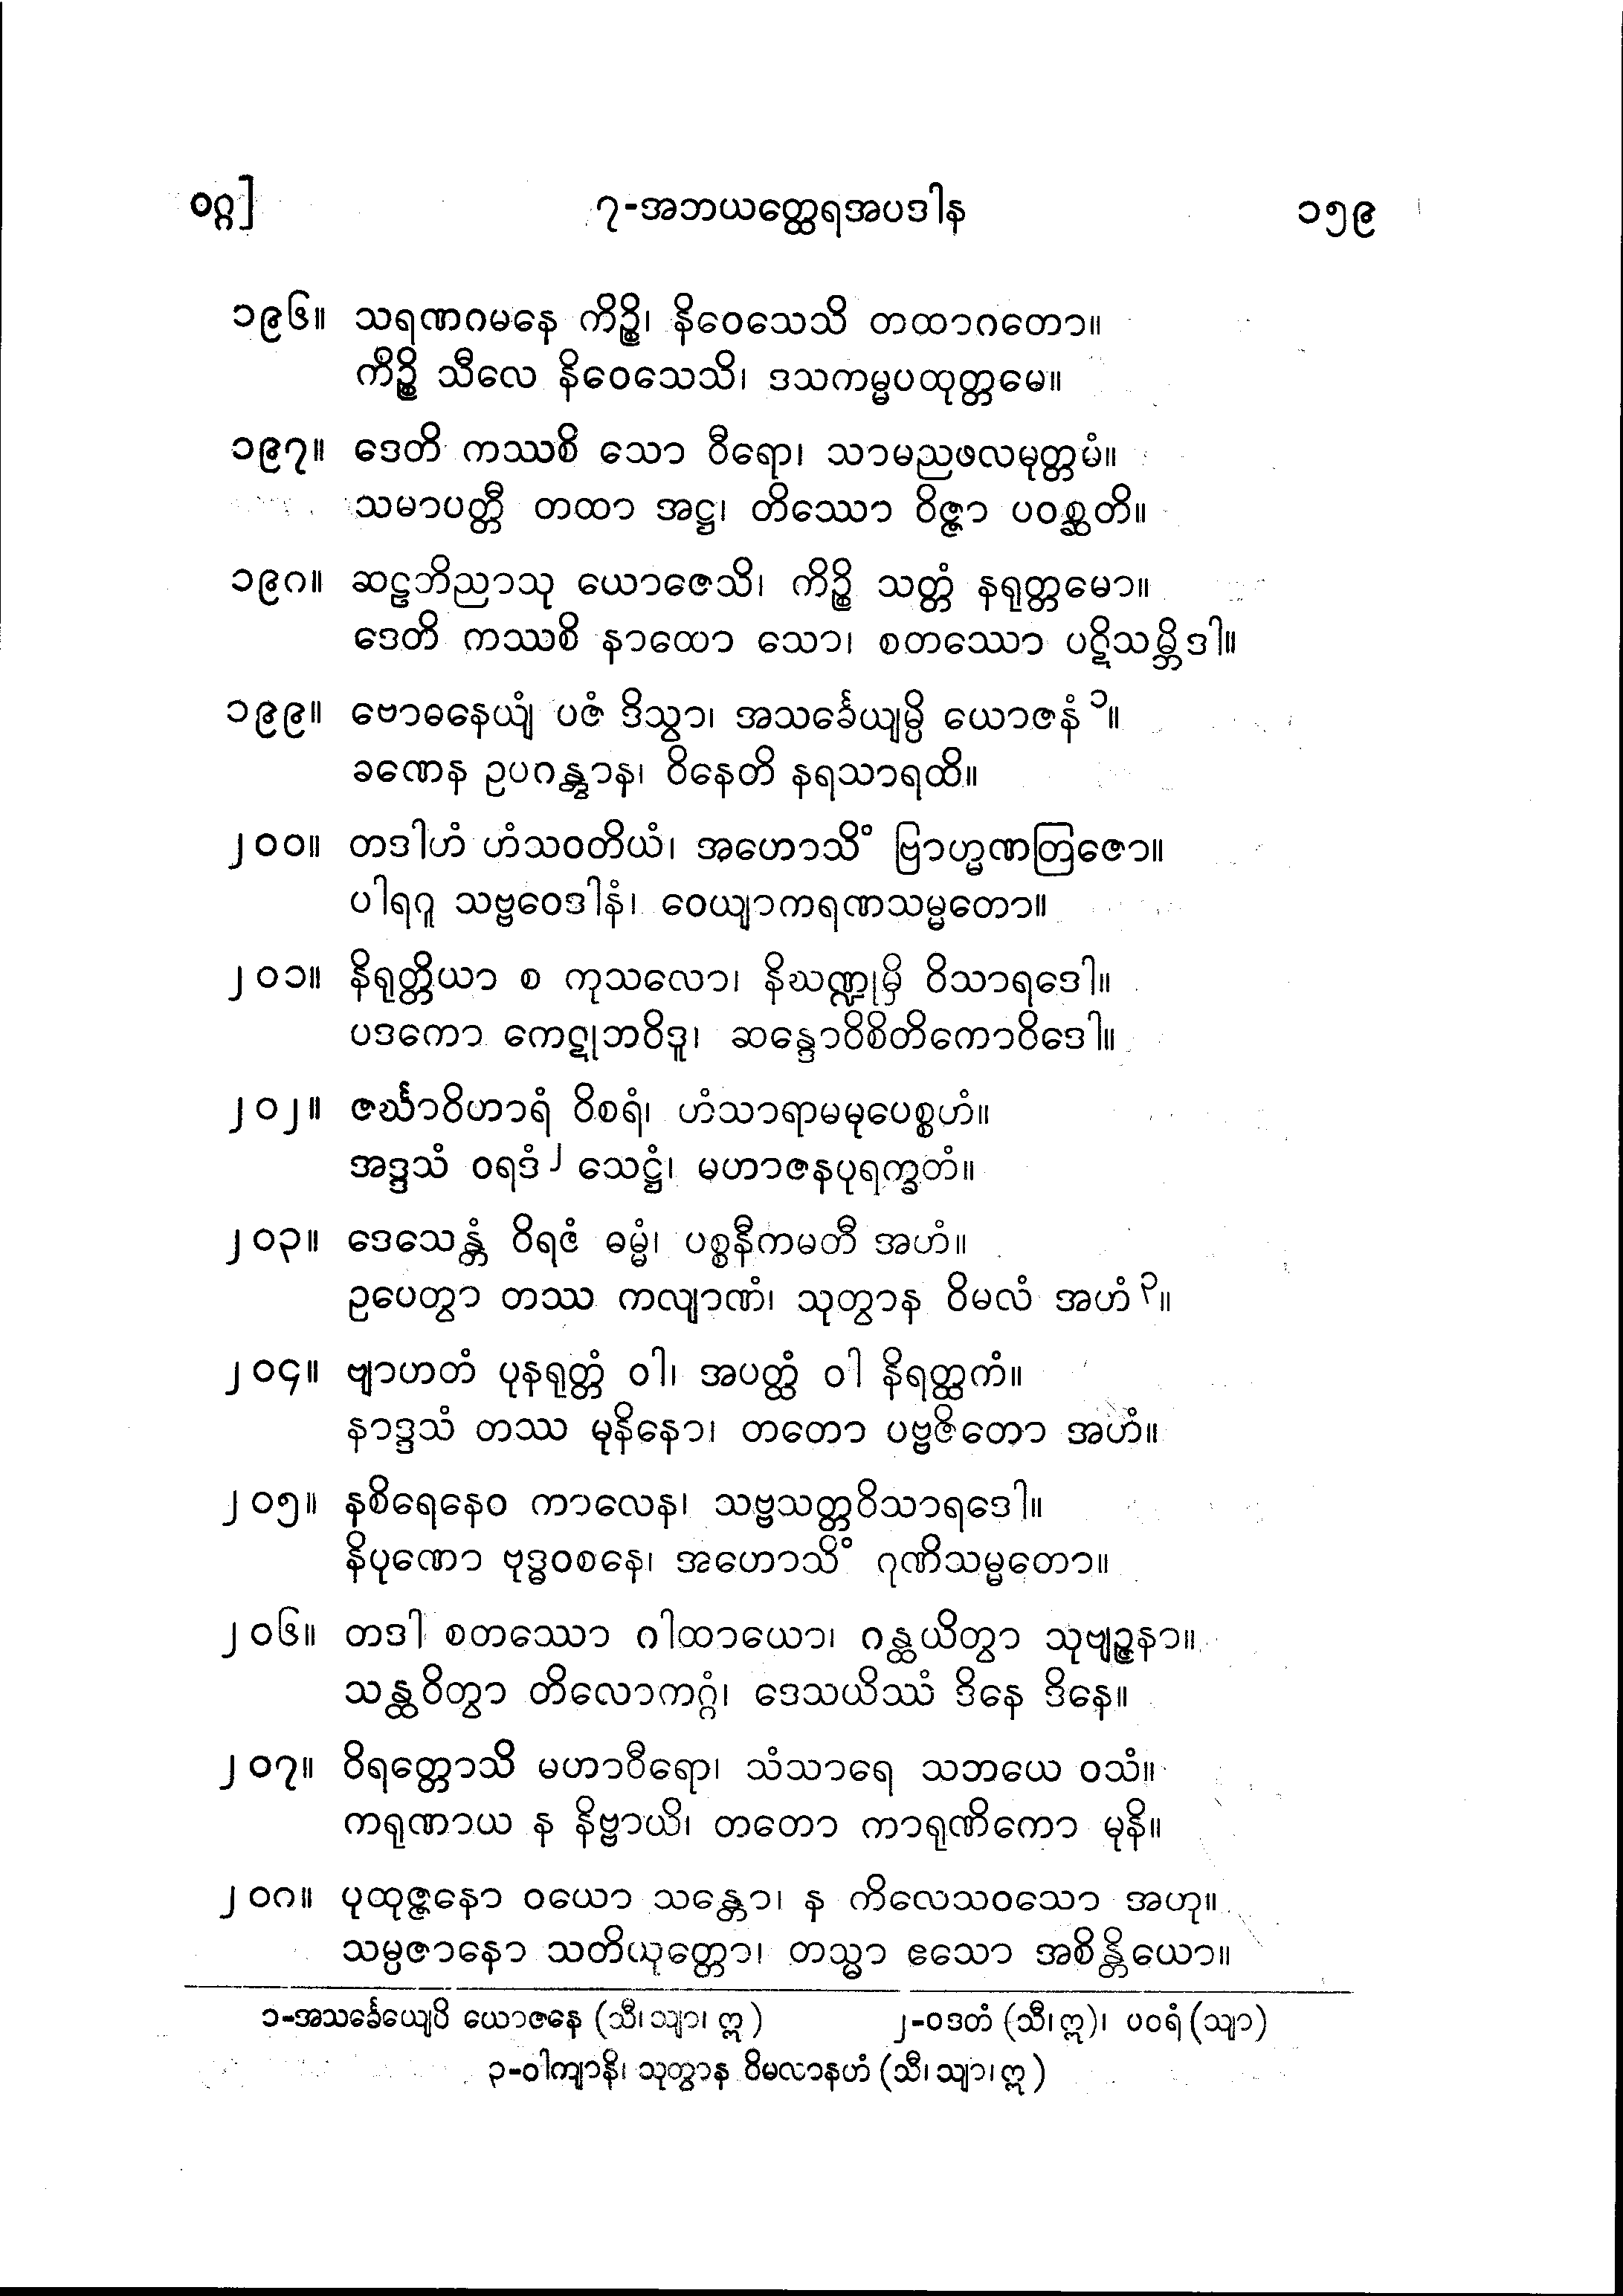 ဝဂ္ဂ] ၇-အဘယတ္ထေရအပဒါန ၁၅၉
၁၉၆။ သရဏဂမနေ ကိဉ္စိ၊ နိဝေသေသိ တထာဂတော။
ကိဉ္စိ သီလေ နိဝေသေသိ၊ ဒသကမ္မပထုတ္တမေ။
၁၉၇။ ဒေတိ ကဿစိ သော ဝီရော၊ သာမညဖလမုတ္တမံ။
သမာပတ္တီ တထာ အဋ္ဌ၊ တိဿော ဝိဇ္ဇာ ပဝစ္ဆတိ။
၁၉၈။ ဆဠဘိညာသု ယောဇေသိ၊ ကိဉ္စိ သတ္တံ နရုတ္တမော။
ဒေတိ ကဿစိ နာထော သော၊ စတဿော ပဋိသမ္ဘိဒါ။
၁၉၉။ ဗောဓနေယျံ ပဇံ ဒိသွာ၊ အသင်္ခေယျမ္ပိ ယောဇနံ ၁။
ခဏေန ဥပဂန္တွာန၊ ဝိနေတိ နရသာရထိ။
၂၀၀။ တဒါဟံ ဟံသဝတိယံ၊ အဟောသိံ ဗြာဟ္မဏတြဇော။
ပါရဂူ သဗ္ဗဝေဒါနံ၊ ဝေယျာကရဏသမ္မတော။
၂၀၁။ နိရုတ္တိယာ စ ကုသလော၊ နိဃဏ္ဍုမှိ ဝိသာရဒေါ။
ပဒကော ကေဋုဘဝိဒူ၊ ဆန္ဒောဝိစိတိကောဝိဒေါ။
၂၀၂။ ဇင်္ဃာဝိဟာရံ ဝိစရံ၊ ဟံသာရာမမုပေစ္စဟံ။
အဒ္ဒသံ ဝရဒံ ၂ သေဋ္ဌံ၊ မဟာဇနပုရက္ခတံ။
၂၀၃။ ဒေသေန္တံ ဝိရဇံ ဓမ္မံ၊ ပစ္စနီကမတီ အဟံ။
ဥပေတွာ တဿ ကလျာဏံ၊ သုတွာန ဝိမလံ အဟံ ၃။
၂၀၄။ ဗျာဟတံ ပုနရုတ္တံ ဝါ၊ အပတ္ထံ ဝါ နိရတ္ထကံ။
နာဒ္ဒသံ တဿ မုနိနော၊ တတော ပဗ္ဗဇိတော အဟံ။
၂၀၅။ နစိရေနေဝ ကာလေန၊ သဗ္ဗသတ္တဝိသာရဒေါ။
နိပုဏော ဗုဒ္ဓဝစနေ၊ အဟောသိံ ဂုဏိသမ္မတော။
၂၀၆။ တဒါ စတဿော ဂါထာယော၊ ဂန္ထယိတွာ သုဗျဉ္ဇနာ။
သန္ထဝိတွာ တိလောကဂ္ဂံ၊ ဒေသယိဿံ ဒိနေ ဒိနေ။
၂၀၇။ ဝိရတ္တောသိ မဟာဝီရော၊ သံသာရေ သဘယေ ဝသံ။
ကရုဏာယ န နိဗ္ဗာယိ၊ တတော ကာရုဏိကော မုနိ။
၂၀၈။ ပုထုဇ္ဇနော ဝယော သန္တော၊ န ကိလေသဝသော အဟု။
သမ္ပဇာနော သတိယုတ္တော၊ တသ္မာ ဧသော အစိန္တိယော။
၁-အသင်္ခေယျေပိ ယောဇနေ (သီ၊ သျာ၊ ဣ) ၂-ဝဒတံ (သီ၊ ဣ)၊ ပဝရံ (သျာ)
၃-ဝါကျာနိ၊ သုတွာန ဝိမလာနဟံ (သီ၊ သျာ၊ ဣ)